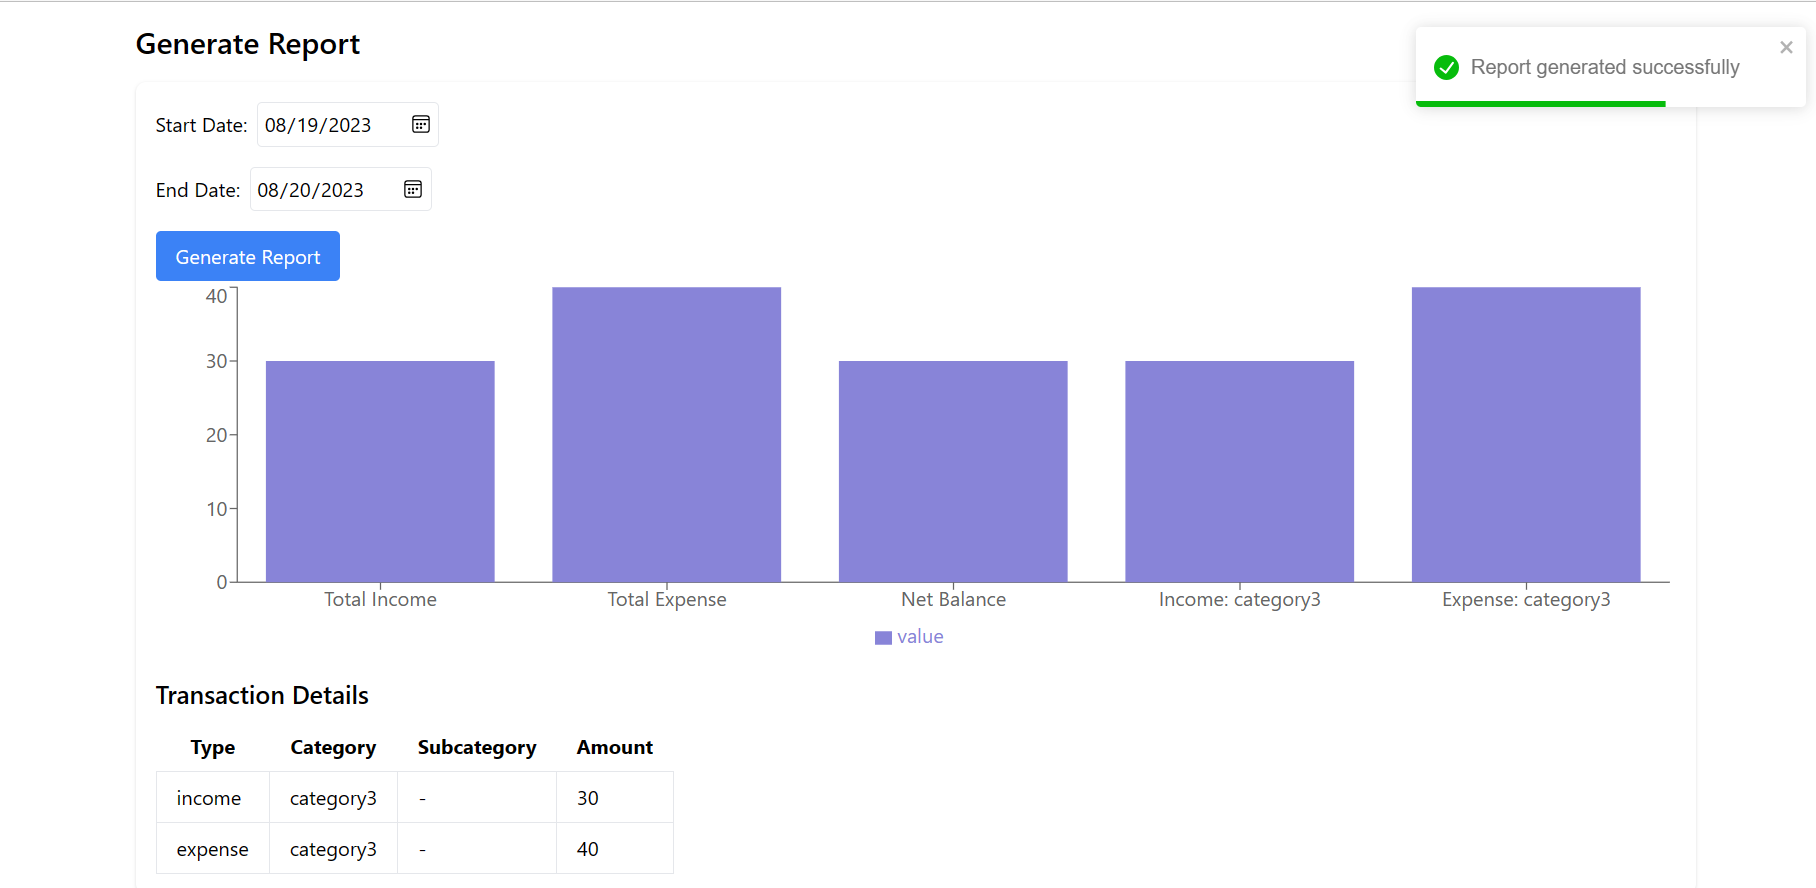 Generate Report
Report generated successfully
Start Date: 08/19/2023
End Date: 08/20/2023
Generate Report
40
30
20
10
0
Total Income Total Expense Net Balance Income: category3 Expense: category3
value
Transaction Details
Type Category Subcategory Amount
income category3 - 30
expense category3 - 40